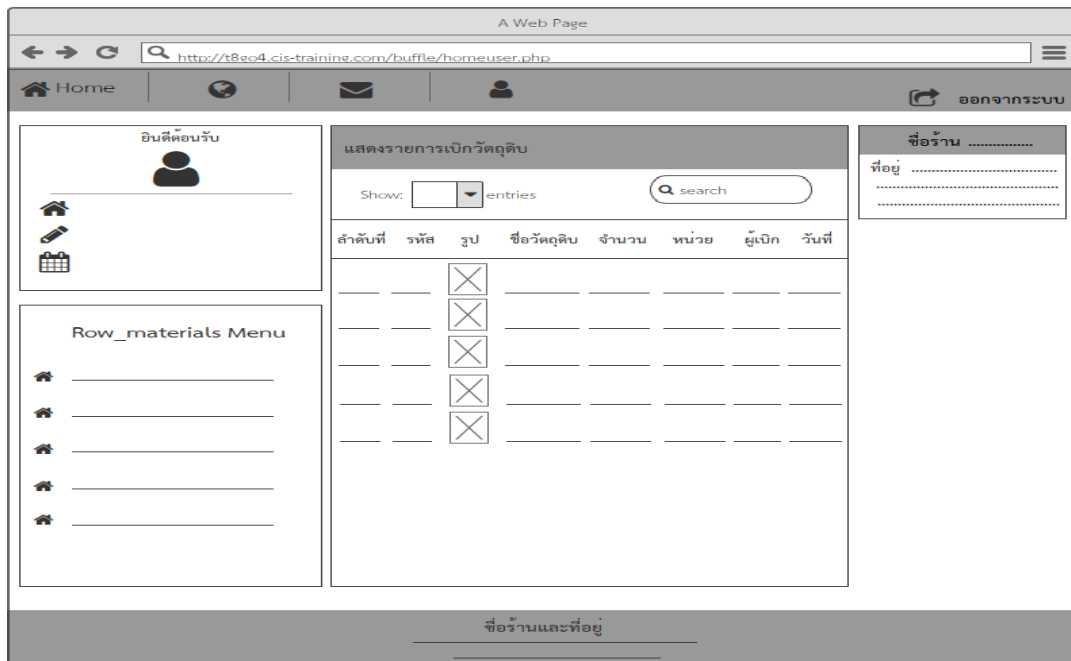 A Web Page
http://t8go4.cis-training.com/buffle/homeuser.php
Home
ออกจากระบบ
ยินดีต้อนรับ
Row_materials Menu
แสดงรายการเบิกวัตถุดิบ
Show: entries search
ลำดับที่ รหัส รูป ชื่อวัตถุดิบ จำนวน หน่วย ผู้เบิก วันที่
ชื่อร้าน ................
ที่อยู่ ....................................
.............................................
.............................................
ชื่อร้านและที่อยู่